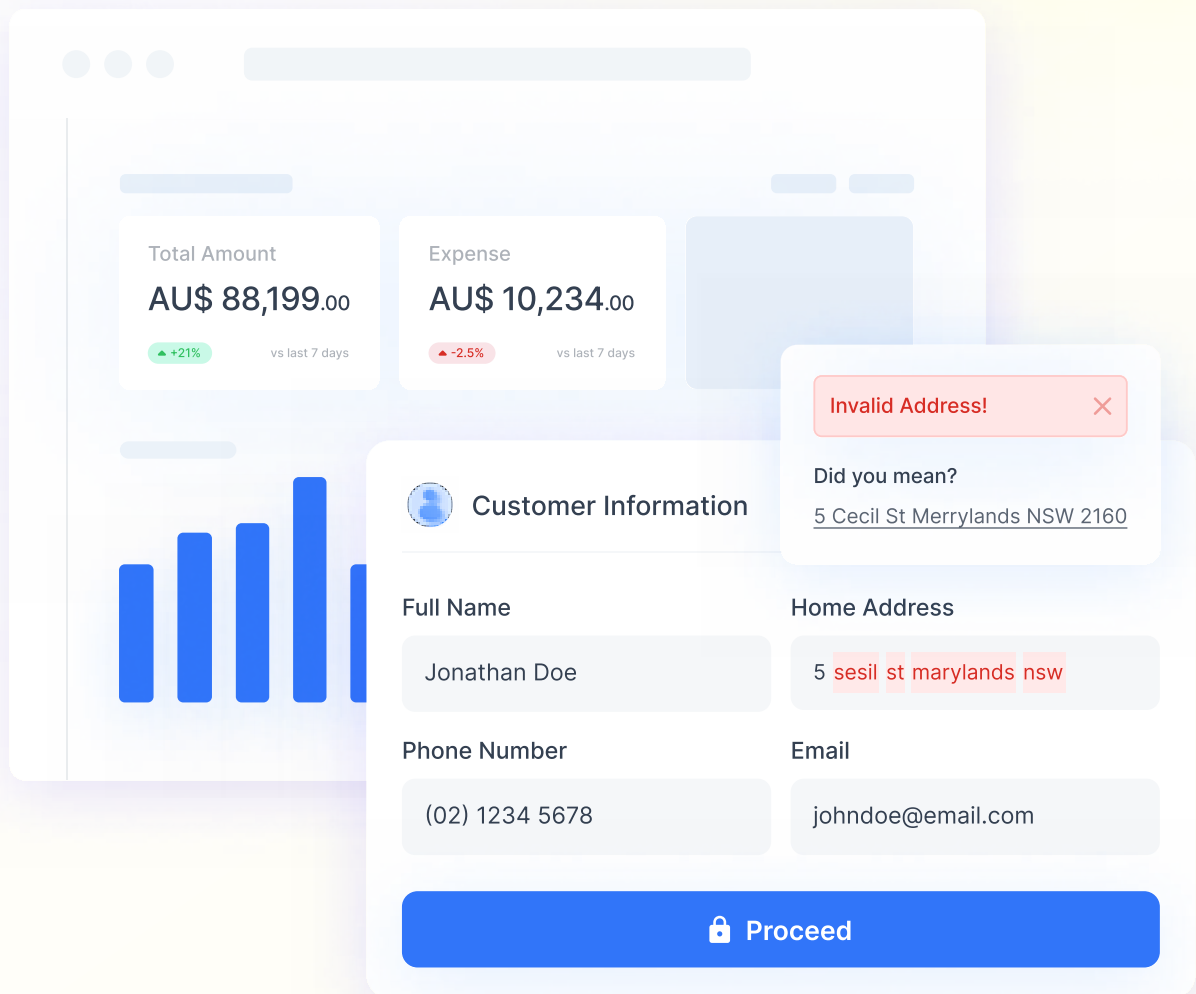 Total Amount
AU$ 88,199.00
+21%
vs last 7 days
Expense
AU$ 10,234.00
-2.5%
vs last 7 days
Invalid Address!
Did you mean?
5 Cecil St Merrylands NSW 2160
Customer Information
Full Name
Jonathan Doe
Home Address
5 sesil st marylands nsw
Phone Number
(02) 1234 5678
Email
johndoe@email.com
Proceed